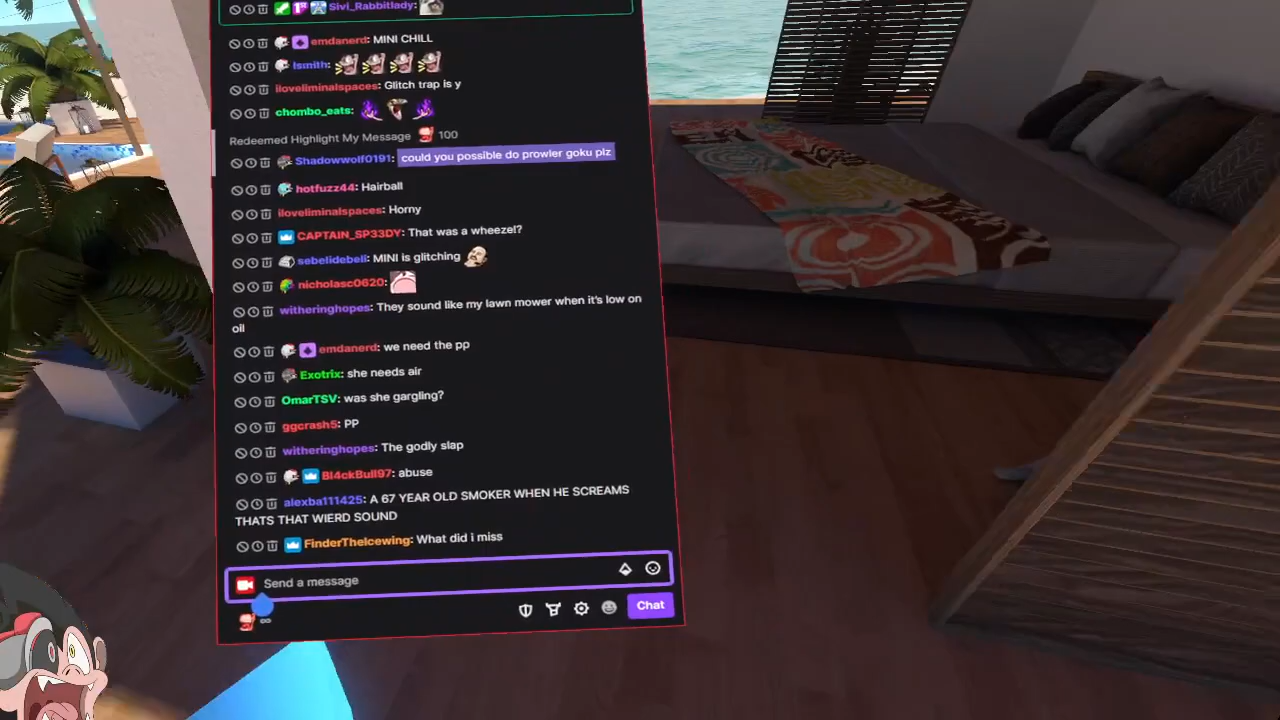 Sivi_Rabbitlady:
emdanerd: MINI CHILL
lsmith:
iloveliminalspaces: Glitch trap is y
chombo_eats:
Redeemed Highlight My Message 100
Shadowwolf0191: could you possible do prowler goku plz
hotfuzz44: Hairball
iloveliminalspaces: Horny
CAPTAIN_SP33DY: That was a wheeze!?
sebelidebeli: MINI is glitching
nicholasc0620:
witheringhopes: They sound like my lawn mower when it's low on
oil
emdanerd: we need the pp
Exotrix: she needs air
OmarTSV: was she gargling?
ggcrash5: PP
witheringhopes: The godly slap
Bl4ckBull97: abuse
alexba111425: A 67 YEAR OLD SMOKER WHEN HE SCREAMS
THATS THAT WIERD SOUND
FinderTheIcewing: What did i miss
Send a message
∞
Chat